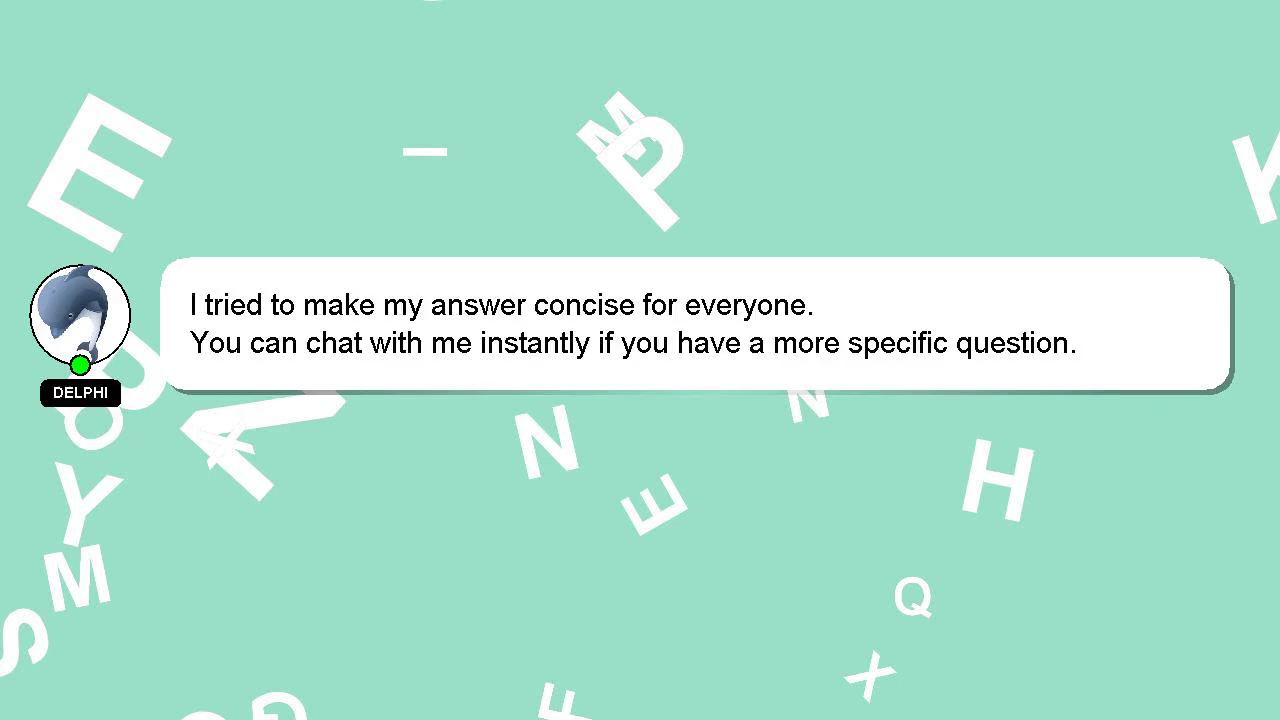 E
M
P
K
I tried to make my answer concise for everyone.
You can chat with me instantly if you have a more specific question.
DELPHI
N
N
H
E
Y
M
Q
S
X
F
G